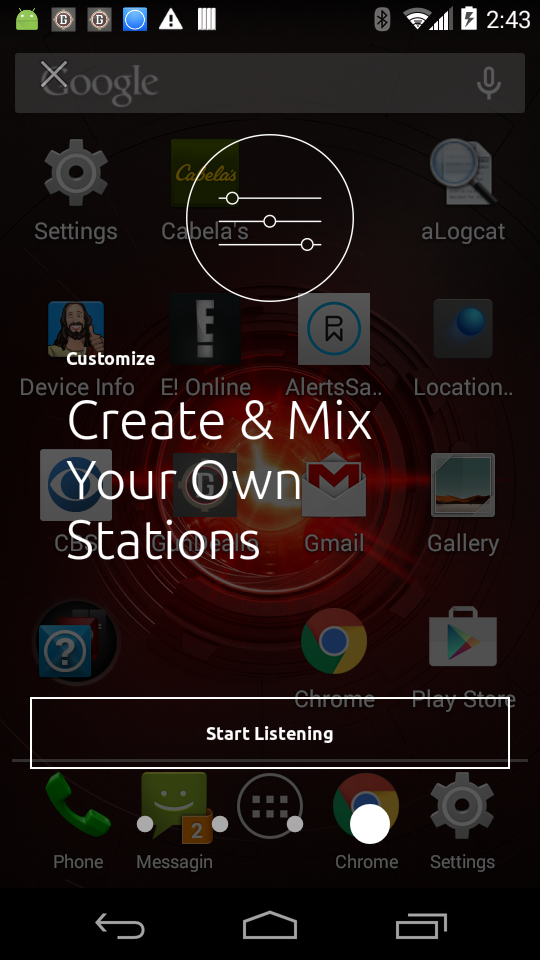 2:43
Google
Settings
Cabela's
Cabela's
aLogcat
Device Info
E! Online
AlertsSa..
Location..
Customize
Create & Mix
Your Own
Stations
CBS
Gmail
Gallery
Chrome
Play Store
Start Listening
2
Phone
Messagin
Chrome
Settings